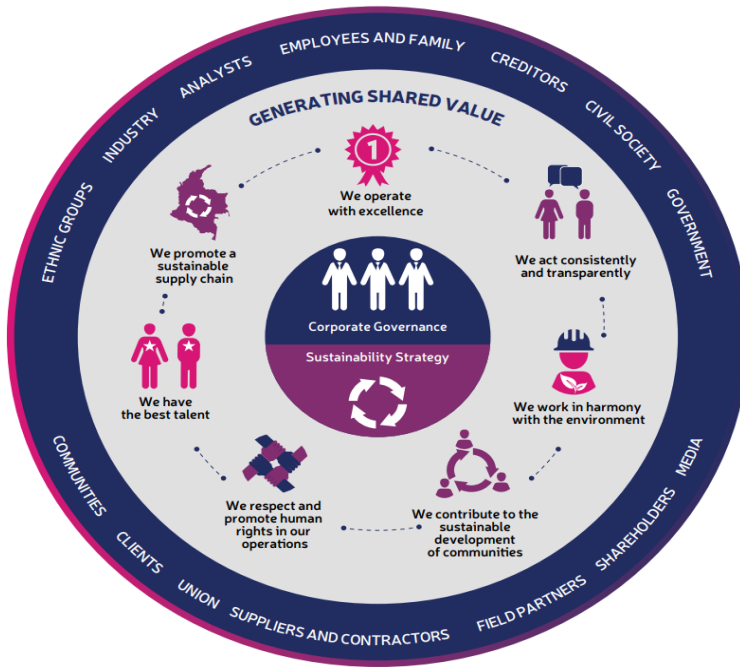 ETHNIC GROUPS
INDUSTRY
ANALYSTS
EMPLOYEES AND FAMILY
CREDITORS
CIVIL SOCIETY
GOVERNMENT
GENERATING SHARED VALUE
1
We operate
with excellence
We act consistently
and transparently
We work in harmony
with the environment
We contribute to the
sustainable
development
of communities
We respect and
promote human
rights in our
operations
We have
the best talent
We promote a
sustainable
supply chain
Corporate Governance
Sustainability Strategy
COMMUNITIES
CLIENTS
UNION
SUPPLIERS AND CONTRACTORS
FIELD PARTNERS
SHAREHOLDERS
MEDIA